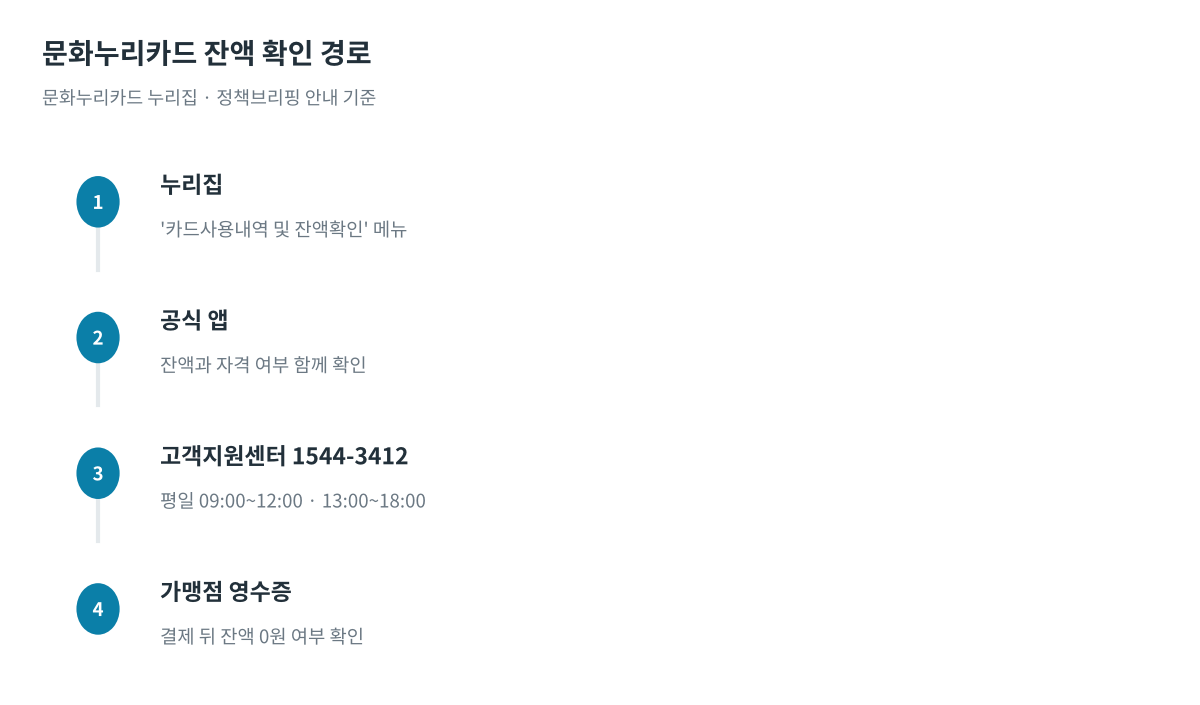 문화누리카드 잔액 확인 경로
문화누리카드 누리집 · 정책브리핑 안내 기준
1
누리집
'카드사용내역 및 잔액확인' 메뉴
2
공식 앱
잔액과 자격 여부 함께 확인
3
고객지원센터 1544-3412
평일 09:00~12:00 · 13:00~18:00
4
가맹점 영수증
결제 뒤 잔액 0원 여부 확인